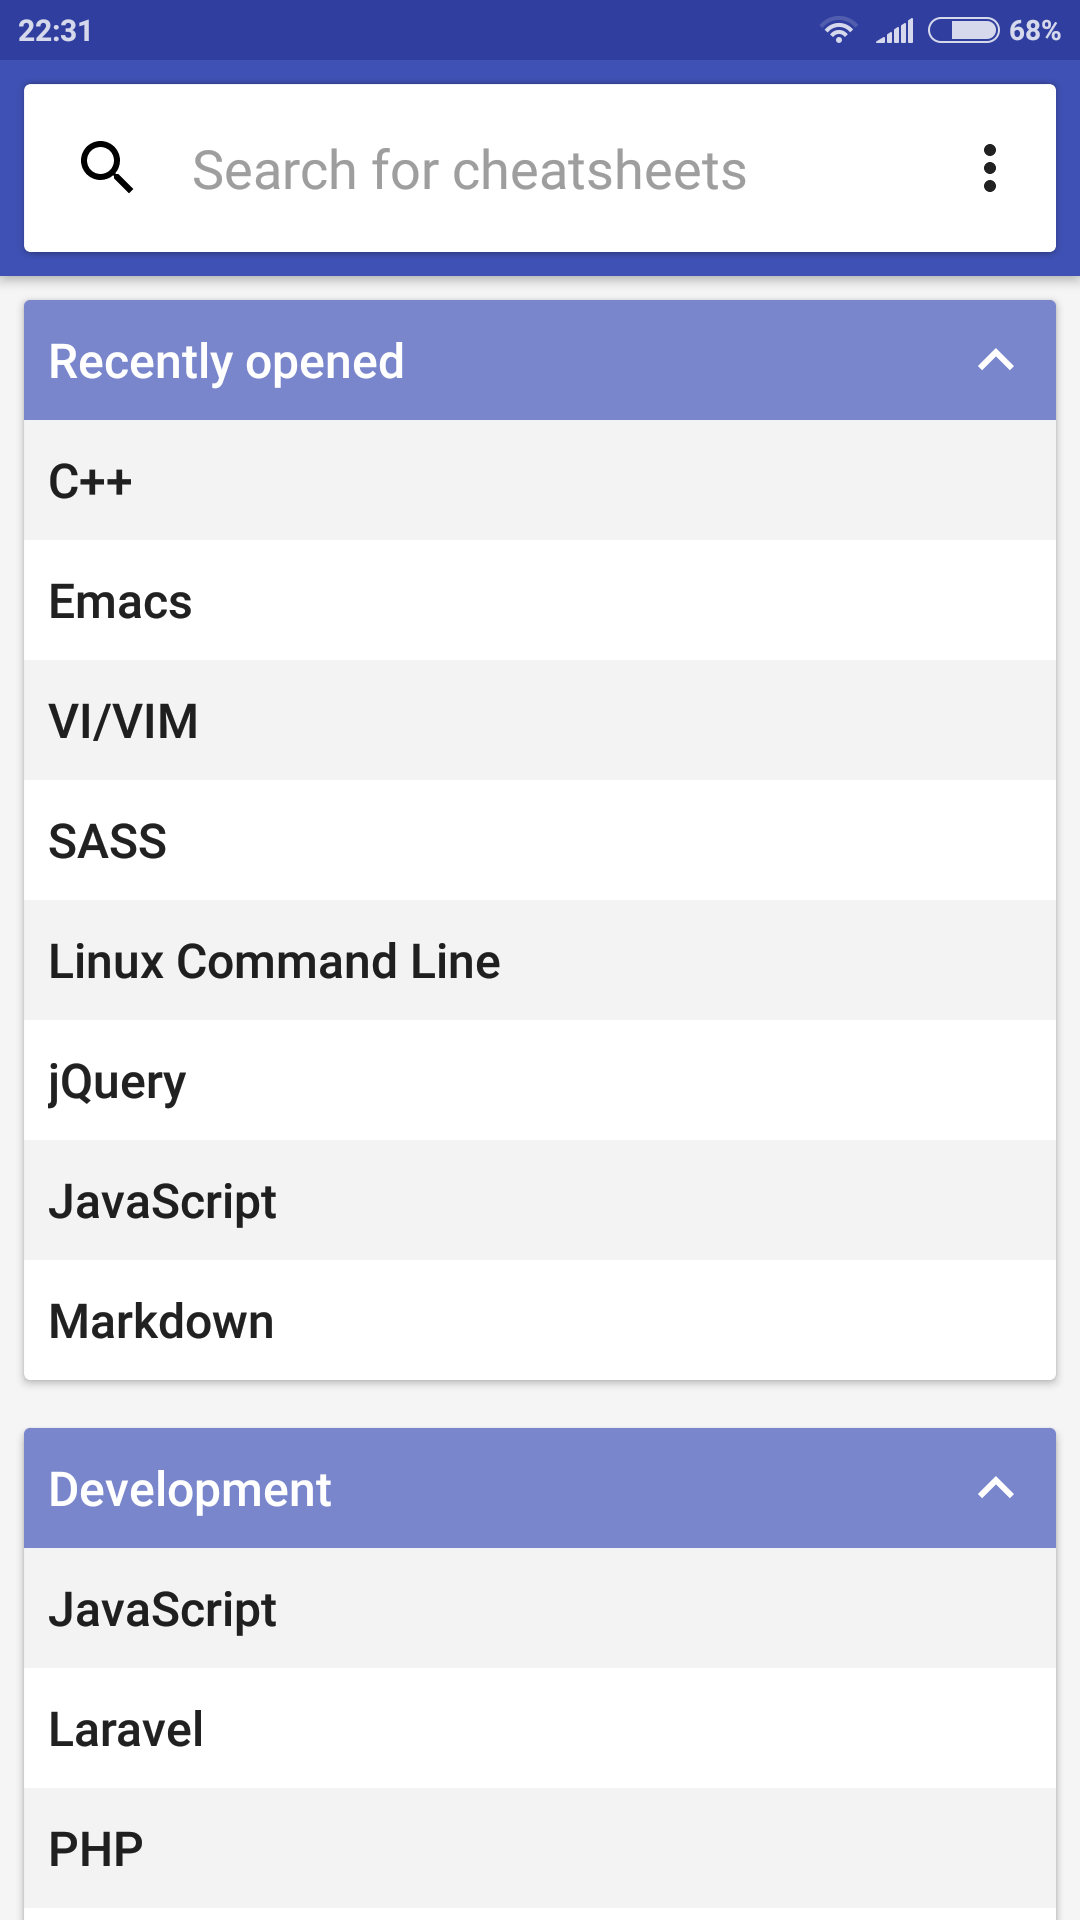 22:31 68%
Search for cheatsheets
Recently opened
C++
Emacs
VI/VIM
SASS
Linux Command Line
jQuery
JavaScript
Markdown
Development
JavaScript
Laravel
PHP